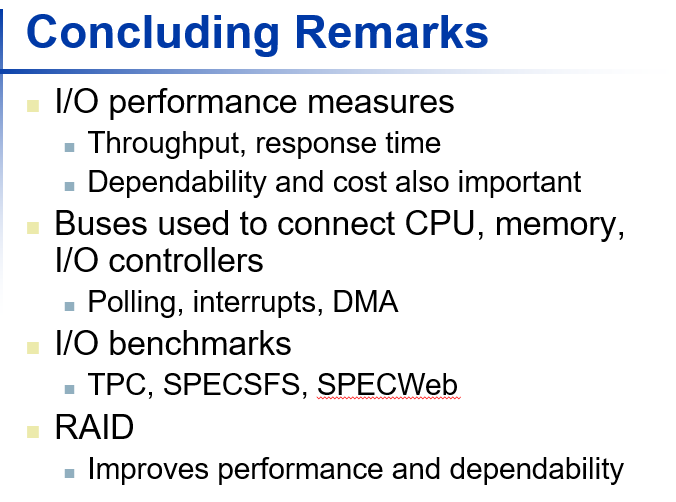 Concluding Remarks
I/O performance measures
Throughput, response time
Dependability and cost also important
Buses used to connect CPU, memory,
I/O controllers
Polling, interrupts, DMA
I/O benchmarks
TPC, SPECSFS, SPECWeb
RAID
Improves performance and dependability